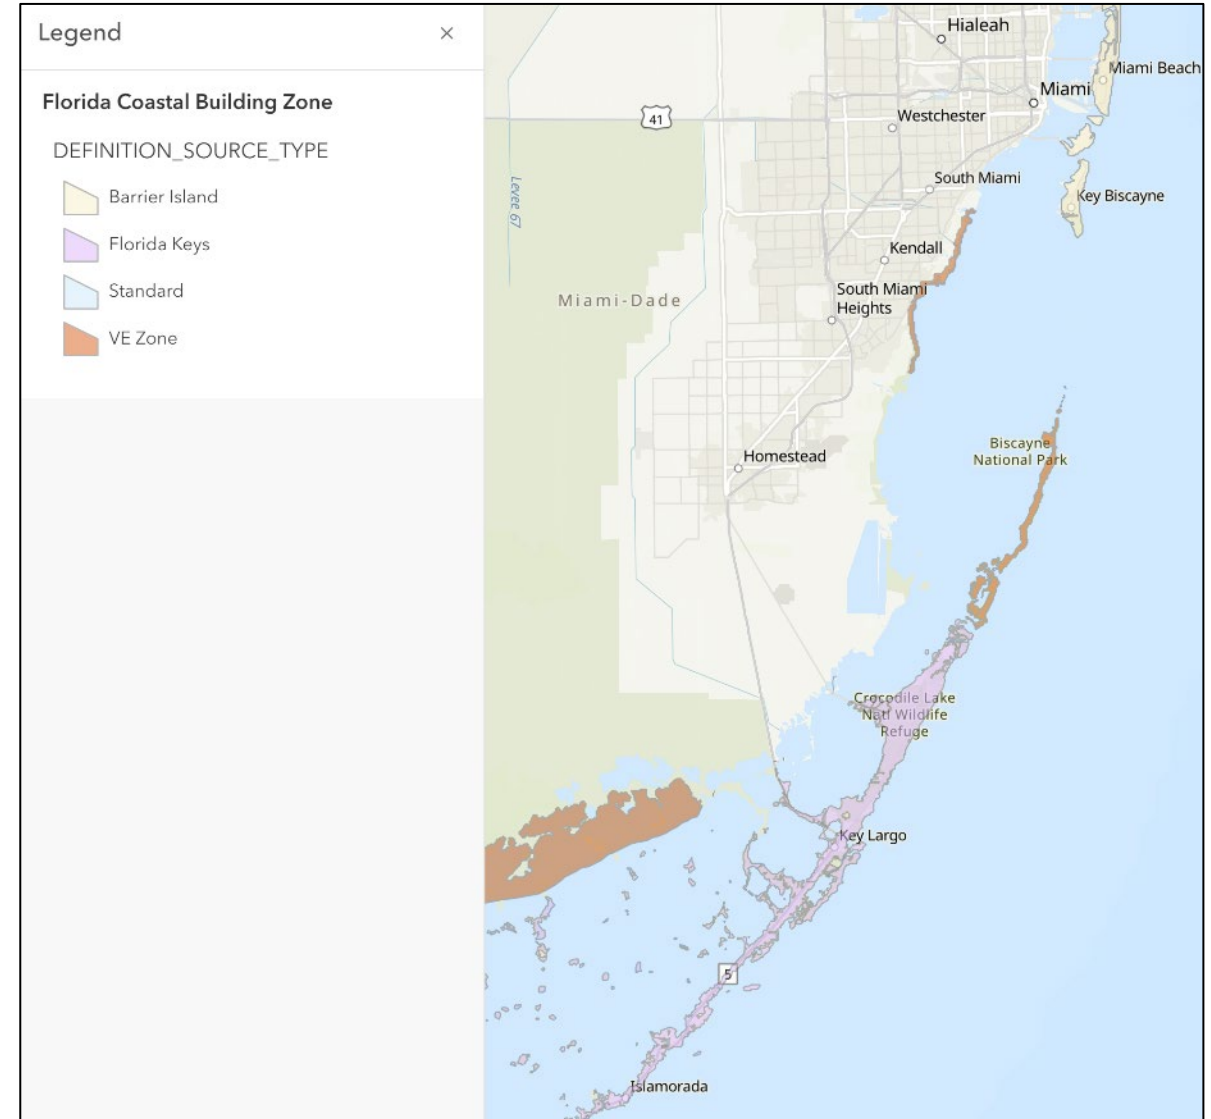 Legend ×
Florida Coastal Building Zone
DEFINITION_SOURCE_TYPE
Barrier Island
Florida Keys
Standard
VE Zone
Hialeah
Miami Beach
Miami
41
Westchester
Levee 67
South Miami
Key Biscayne
Kendall
South Miami
Heights
Miami-Dade
Biscayne
National Park
Homestead
Crocodile Lake
Natl Wildlife
Refuge
Key Largo
5
Islamorada